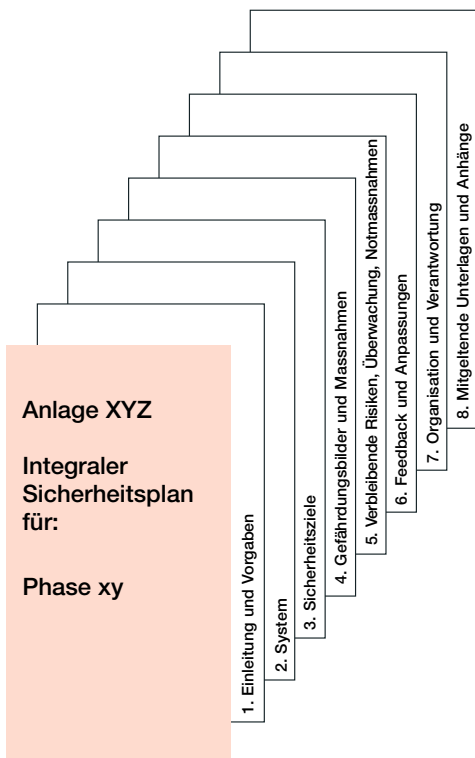 Anlage XYZ
Integraler
Sicherheitsplan
für:
Phase xy
1. Einleitung und Vorgaben
2. System
3. Sicherheitsziele
4. Gefährdungsbilder und Massnahmen
5. Verbleibende Risiken, Überwachung, Notmassnahmen
6. Feedback und Anpassungen
7. Organisation und Verantwortung
8. Mitgeltende Unterlagen und Anhänge